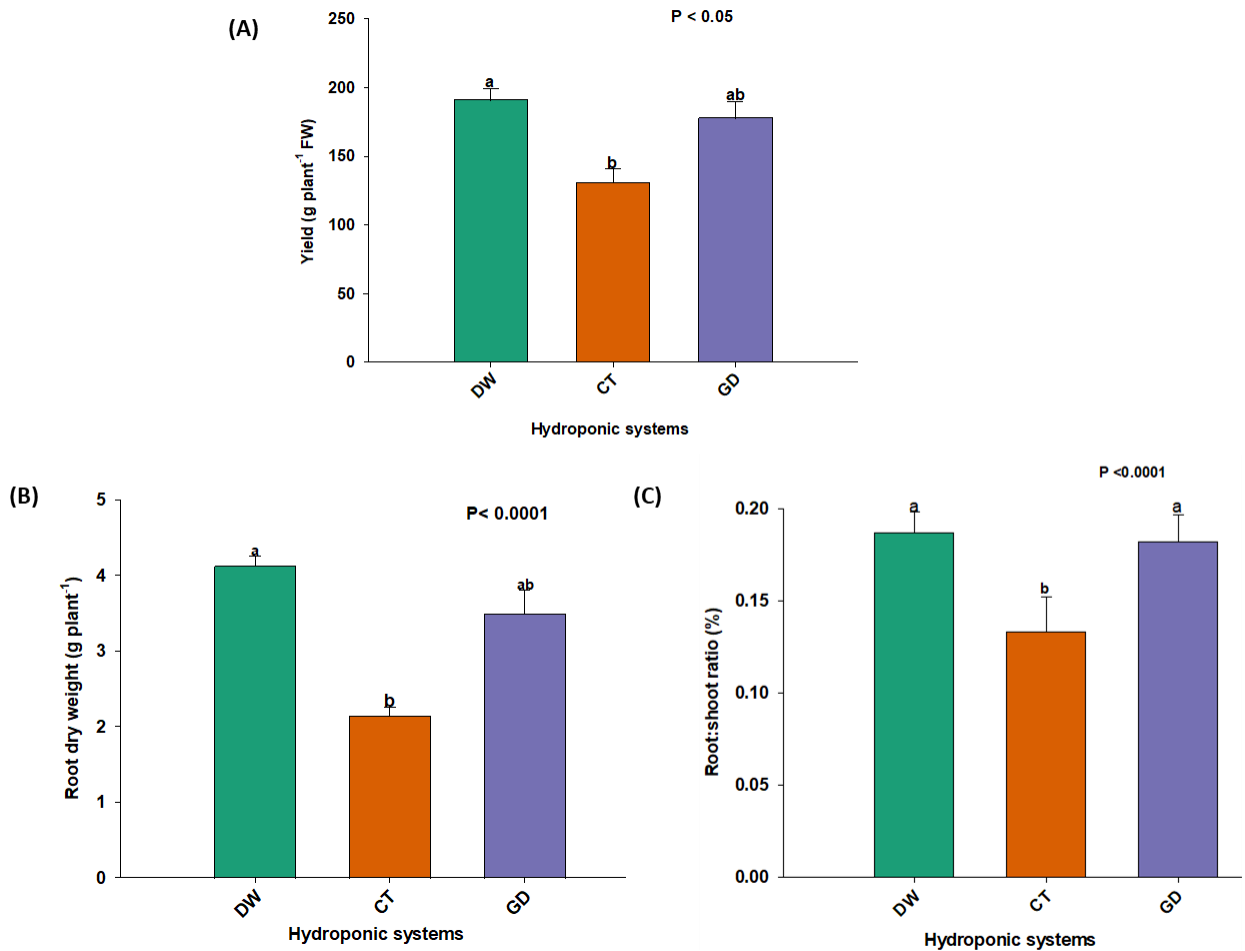 (A)
P < 0.05
Yield (g plant⁻¹ FW)
250
200
150
100
50
0
a
b
ab
DW
CT
GD
Hydroponic systems
(B)
P< 0.0001
Root dry weight (g plant⁻¹)
5
4
3
2
1
0
a
b
ab
DW
CT
GD
Hydroponic systems
(C)
P <0.0001
Root:shoot ratio (%)
0.20
0.15
0.10
0.05
0.00
a
b
a
DW
CT
GD
Hydroponic systems